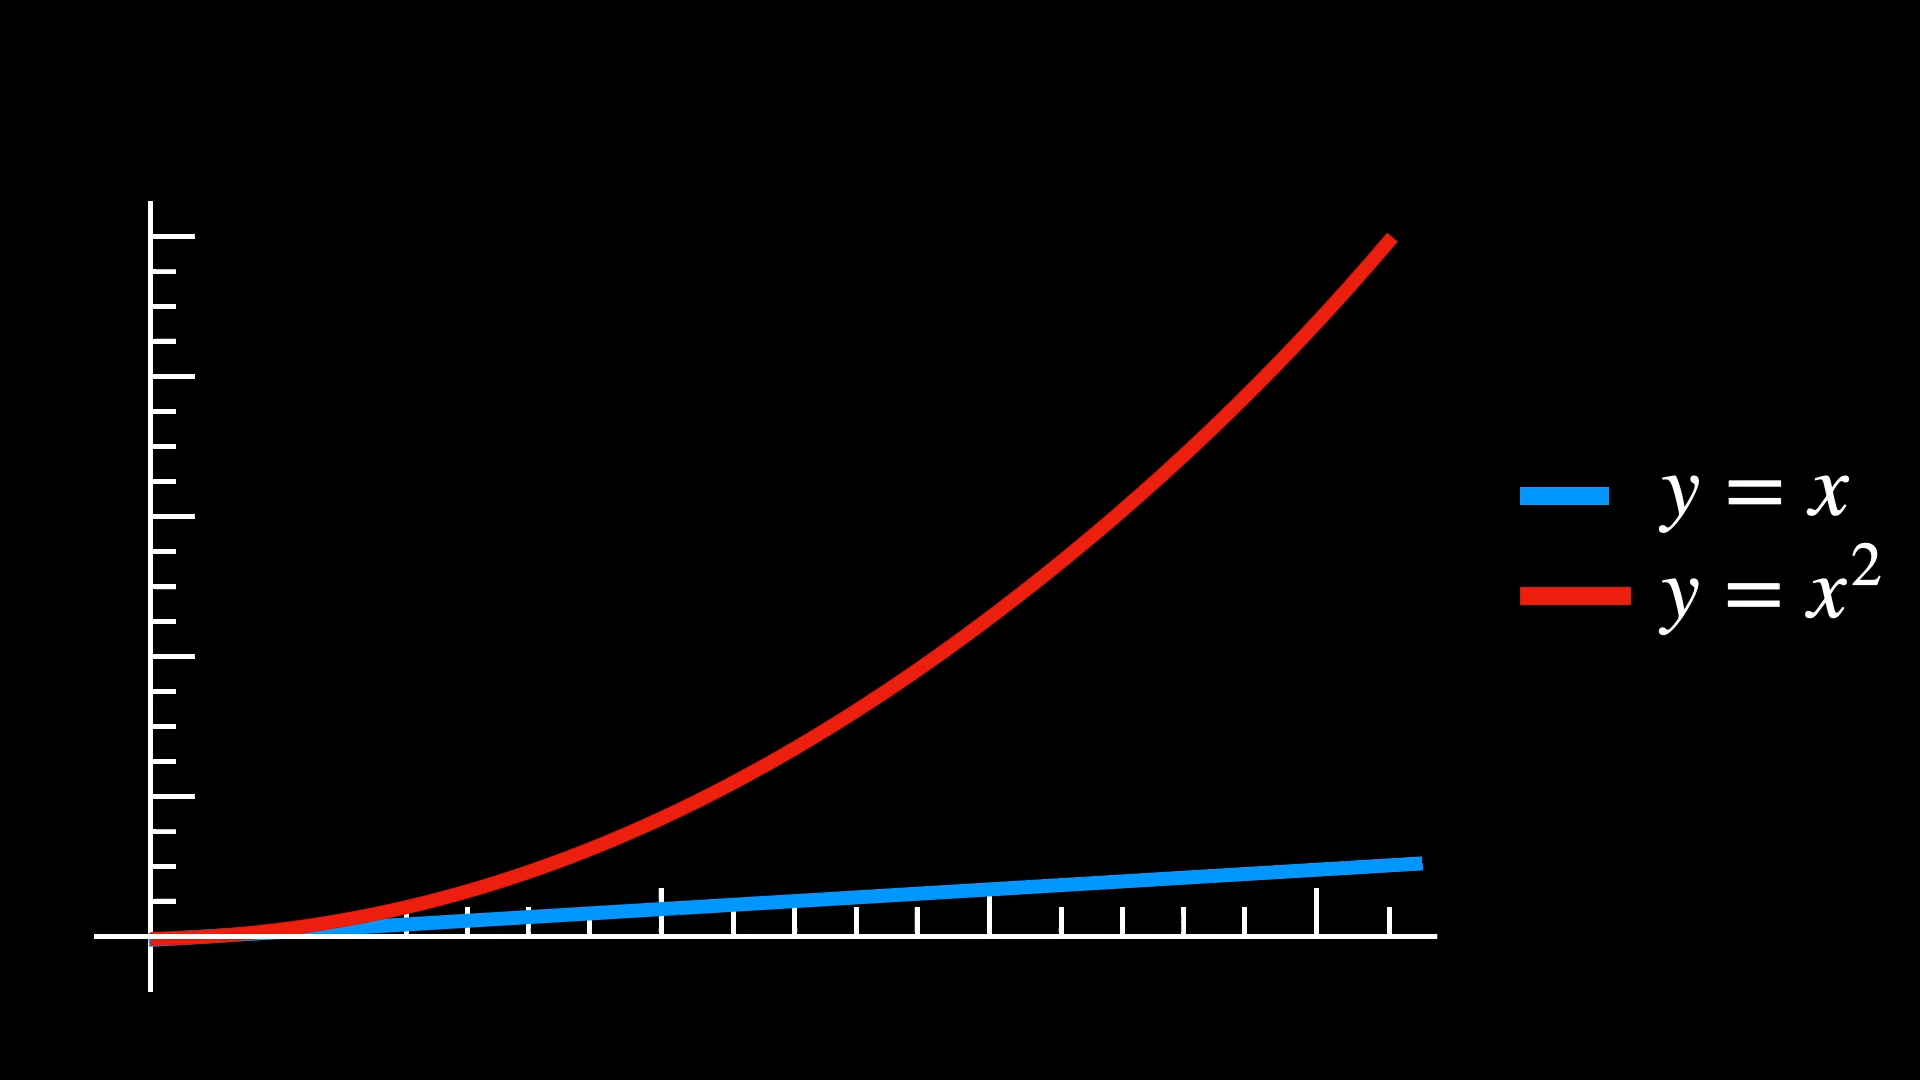 y = x
y = x²